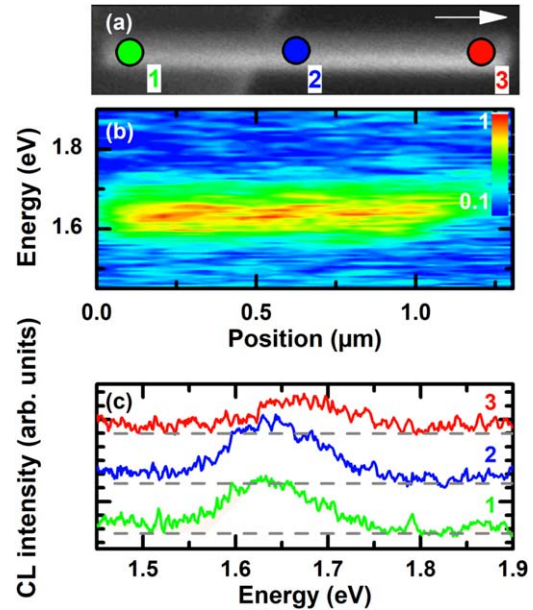 (a)
1
2
3
(b)
1
0.1
1.8
1.6
Energy (eV)
0.0
0.5
1.0
Position (µm)
CL intensity (arb. units)
(c)
3
2
1
1.5
1.6
1.7
1.8
1.9
Energy (eV)